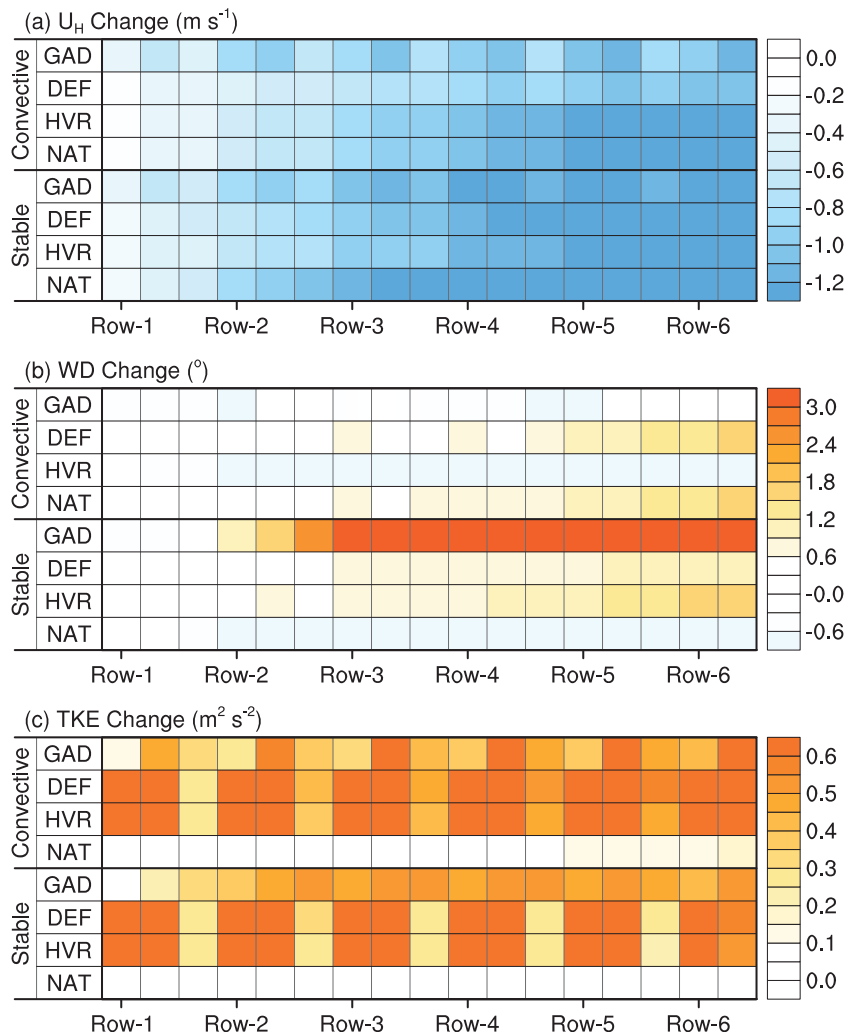 (a) U_H Change (m s⁻¹)
Convective
GAD
DEF
HVR
NAT
Stable
GAD
DEF
HVR
NAT
0.0
-0.2
-0.4
-0.6
-0.8
-1.0
-1.2
Row-1 Row-2 Row-3 Row-4 Row-5 Row-6
(b) WD Change (°)
Convective
GAD
DEF
HVR
NAT
Stable
GAD
DEF
HVR
NAT
3.0
2.4
1.8
1.2
0.6
-0.0
-0.6
Row-1 Row-2 Row-3 Row-4 Row-5 Row-6
(c) TKE Change (m² s⁻²)
Convective
GAD
DEF
HVR
NAT
Stable
GAD
DEF
HVR
NAT
0.6
0.5
0.4
0.3
0.2
0.1
0.0
Row-1 Row-2 Row-3 Row-4 Row-5 Row-6